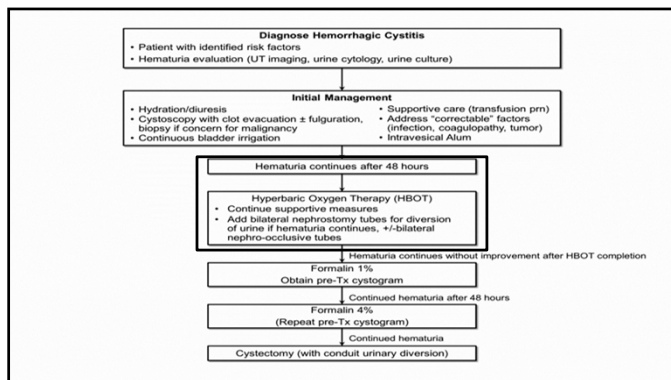 Diagnose Hemorrhagic Cystitis
• Patient with identified risk factors
• Hematuria evaluation (UT imaging, urine cytology, urine culture)
Initial Management
• Hydration/diuresis
• Cystoscopy with clot evacuation ± fulguration,
biopsy if concern for malignancy
• Continuous bladder irrigation
• Supportive care (transfusion prn)
• Address “correctable” factors
(infection, coagulopathy, tumor)
• Intravesical Alum
Hematuria continues after 48 hours
Hyperbaric Oxygen Therapy (HBOT)
• Continue supportive measures
• Add bilateral nephrostomy tubes for diversion
of urine if hematuria continues, +/-bilateral
nephro-occlusive tubes
Hematuria continues without improvement after HBOT completion
Formalin 1%
Obtain pre-Tx cystogram
Continued hematuria after 48 hours
Formalin 4%
(Repeat pre-Tx cystogram)
Continued hematuria
Cystectomy (with conduit urinary diversion)